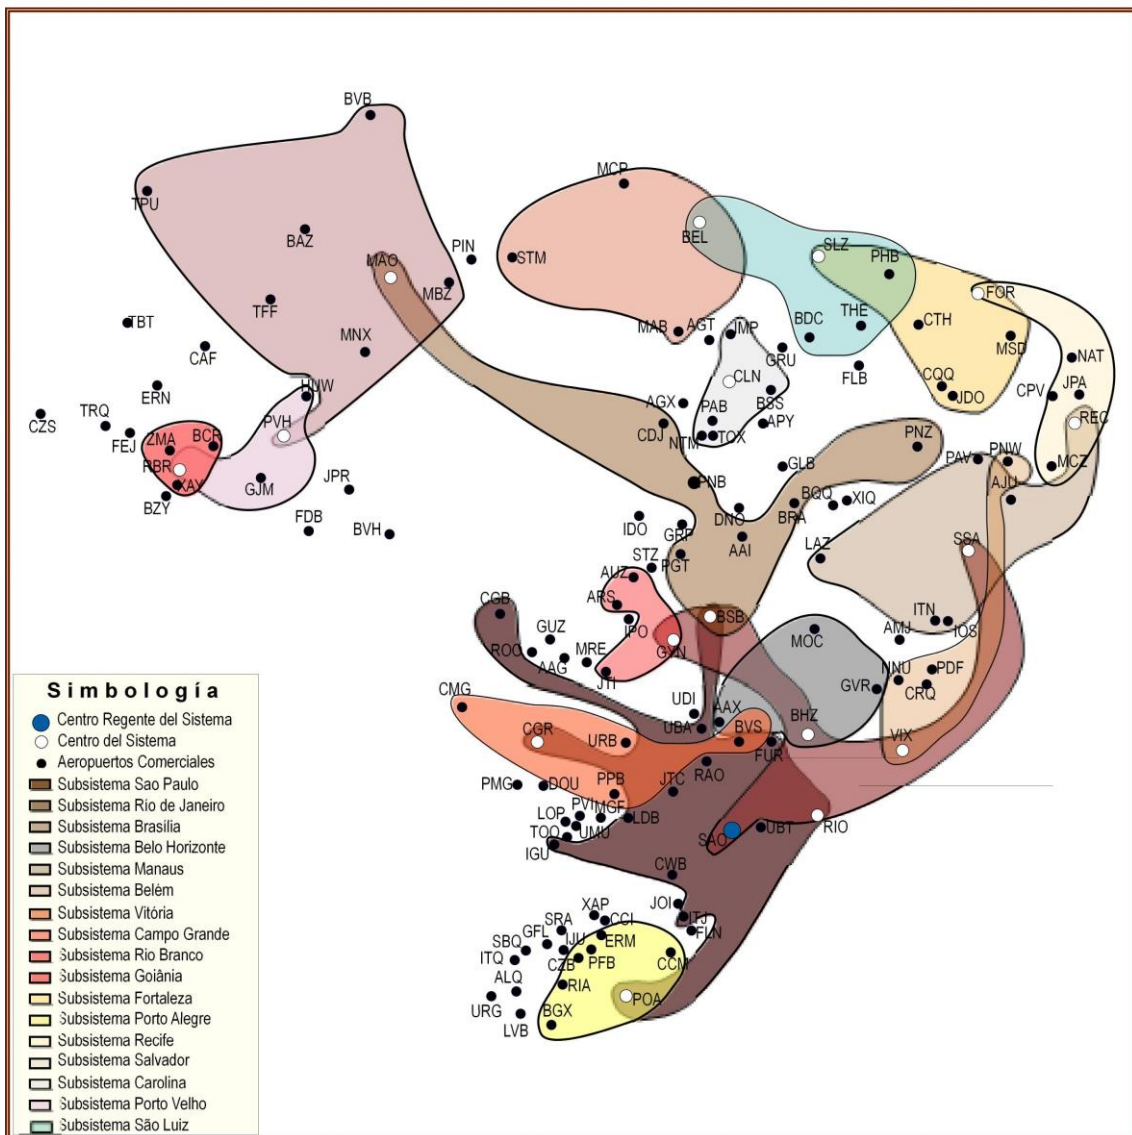 BVB
MCP
TPU
BEL
BAZ
PIN
STM
SLZ
PHB
MAO
MBZ
FOR
TFF
TBT
MNX
MAB
AGT
IMP
BDC
THE
CTH
MSD
CAF
GRU
NAT
FLB
CLN
CQQ
JDO
CPV
JPA
ERN
HUW
BSS
AGX
PAB
CZS
TRQ
FEJ
ZMA
BCR
PVH
CDJ
NTM
TOX
APY
REC
PNZ
RBR
XAY
GJM
JPR
GLB
PAV
PNW
MCZ
PNB
AJU
BZY
BQQ
XIQ
FDB
BVH
IDO
GRP
DNO
BRA
AAI
LAZ
SSA
STZ
PGT
AUZ
CGB
ARS
IPO
BSB
ITN
IOS
GUZ
GYN
MOC
AMJ
ROO
AAG
MRE
JTI
NNU
PDF
CRQ
GVR
CMG
UDI
AAX
UBA
BVS
BHZ
FUR
VIX
CGR
URB
RAO
PMG
DOU
PPB
JTC
LOP
PVI
MGF
LDB
TOO
UMU
IGU
SAO
UBT
RIO
CWB
JOI
ITJ
FLN
XAP
CCI
SRA
GFL
SBQ
ITQ
IJU
ERM
CZB
PFB
CCM
ALQ
RIA
URG
LVB
BGX
POA
Simbología
Centro Regente del Sistema
Centro del Sistema
Aeropuertos Comerciales
Subsistema Sao Paulo
Subsistema Río de Janeiro
Subsistema Brasília
Subsistema Belo Horizonte
Subsistema Manaus
Subsistema Belém
Subsistema Vitória
Subsistema Campo Grande
Subsistema Rio Branco
Subsistema Goiânia
Subsistema Fortaleza
Subsistema Porto Alegre
Subsistema Recife
Subsistema Salvador
Subsistema Carolina
Subsistema Porto Velho
Subsistema São Luiz